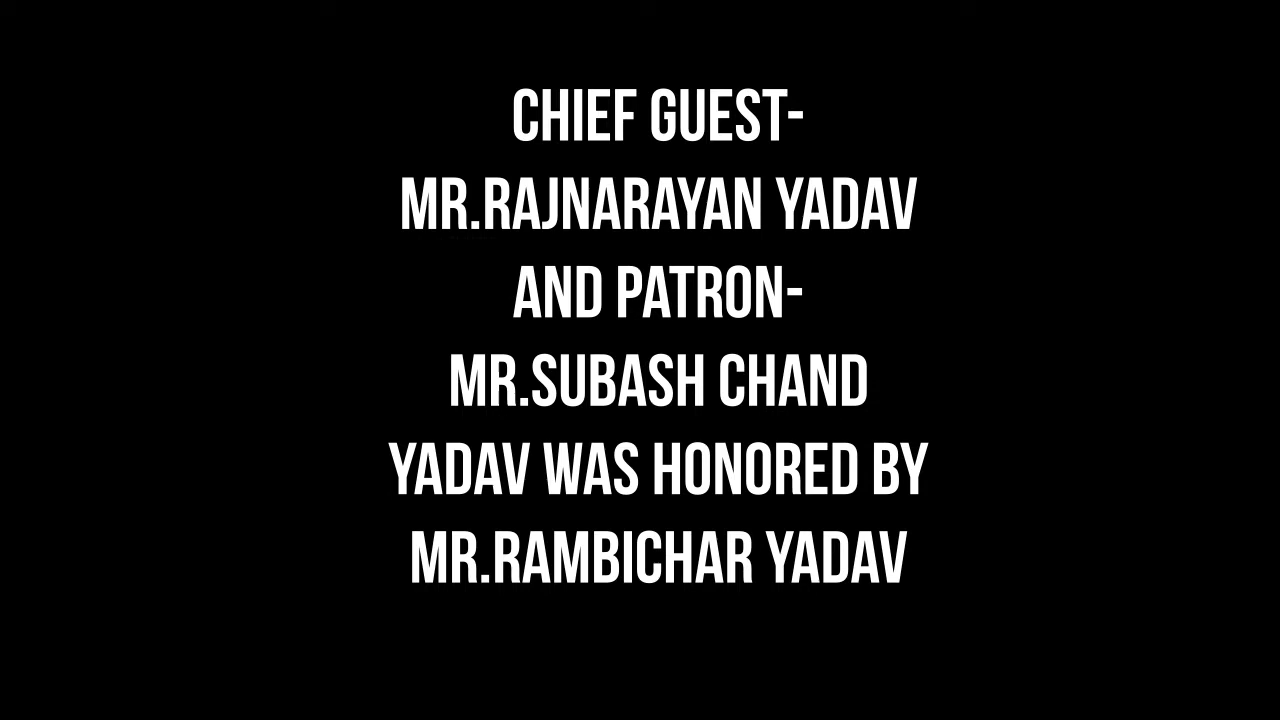 CHIEF GUEST-
MR.RAJNARAYAN YADAV
AND PATRON-
MR.SUBASH CHAND
YADAV WAS HONORED BY
MR.RAMBICHAR YADAV